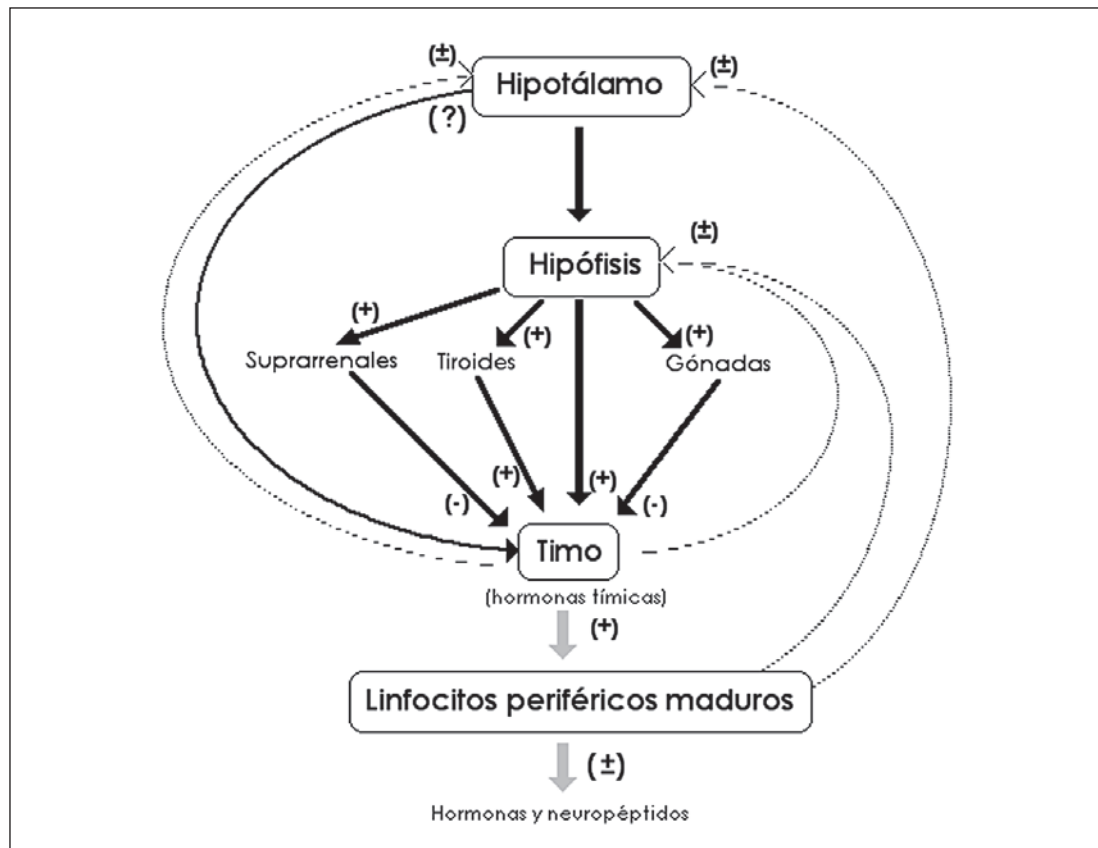 (±)
(±)
Hipotálamo
(?)
(±)
Hipófisis
(+)
(+)
(+)
Suprarrenales
Tiroides
Gónadas
(-)
(+)
(+)
(-)
Timo
(hormonas tímicas)
(+)
Linfocitos periféricos maduros
(±)
Hormonas y neuropéptidos